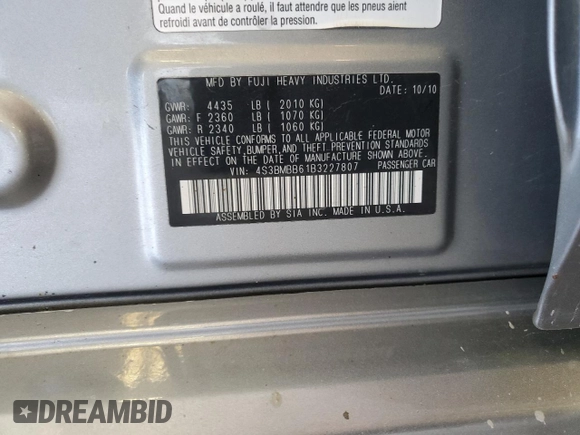 Quand le véhicule a roulé, il faut attendre que les pneus aient
refroidi avant de contrôler la pression.
MFD BY FUJI HEAVY INDUSTRIES LTD.
DATE: 10/10
GVWR: 4435 LB ( 2010 KG)
GAWR: F 2360 LB ( 1070 KG)
GAWR: R 2340 LB ( 1060 KG)
THIS VEHICLE CONFORMS TO ALL APPLICABLE FEDERAL MOTOR
VEHICLE SAFETY, BUMPER, AND THEFT PREVENTION STANDARDS
IN EFFECT ON THE DATE OF MANUFACTURE SHOWN ABOVE.
VIN: 4S3BMBB61B3227807 PASSENGER CAR
ASSEMBLED BY SIA INC. MADE IN U.S.A.
DREAMBID